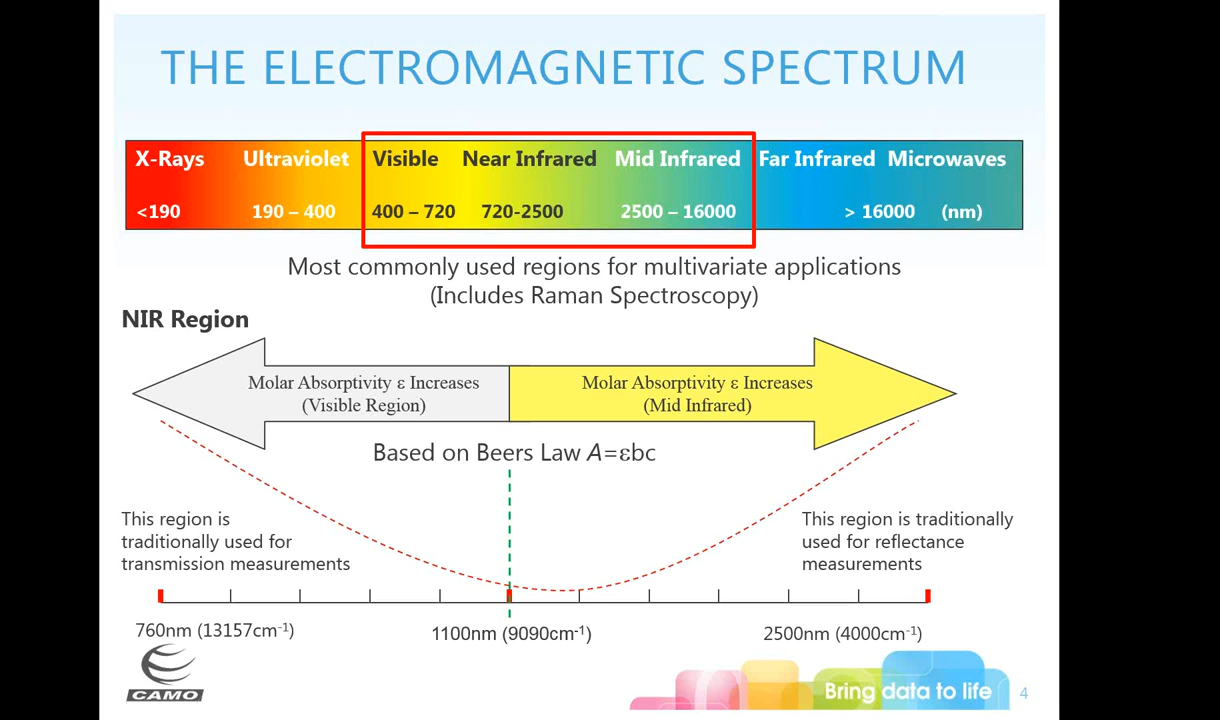 THE ELECTROMAGNETIC SPECTRUM
X-Rays Ultraviolet Visible Near Infrared Mid Infrared Far Infrared Microwaves
<190 190 – 400 400 – 720 720-2500 2500 – 16000 > 16000 (nm)
Most commonly used regions for multivariate applications
(Includes Raman Spectroscopy)
NIR Region
Molar Absorptivity ε Increases
(Visible Region)
Molar Absorptivity ε Increases
(Mid Infrared)
Based on Beers Law A=εbc
This region is
traditionally used for
transmission measurements
This region is traditionally
used for reflectance
measurements
760nm (13157cm⁻¹) 1100nm (9090cm⁻¹) 2500nm (4000cm⁻¹)
CAMO
Bring data to life
4